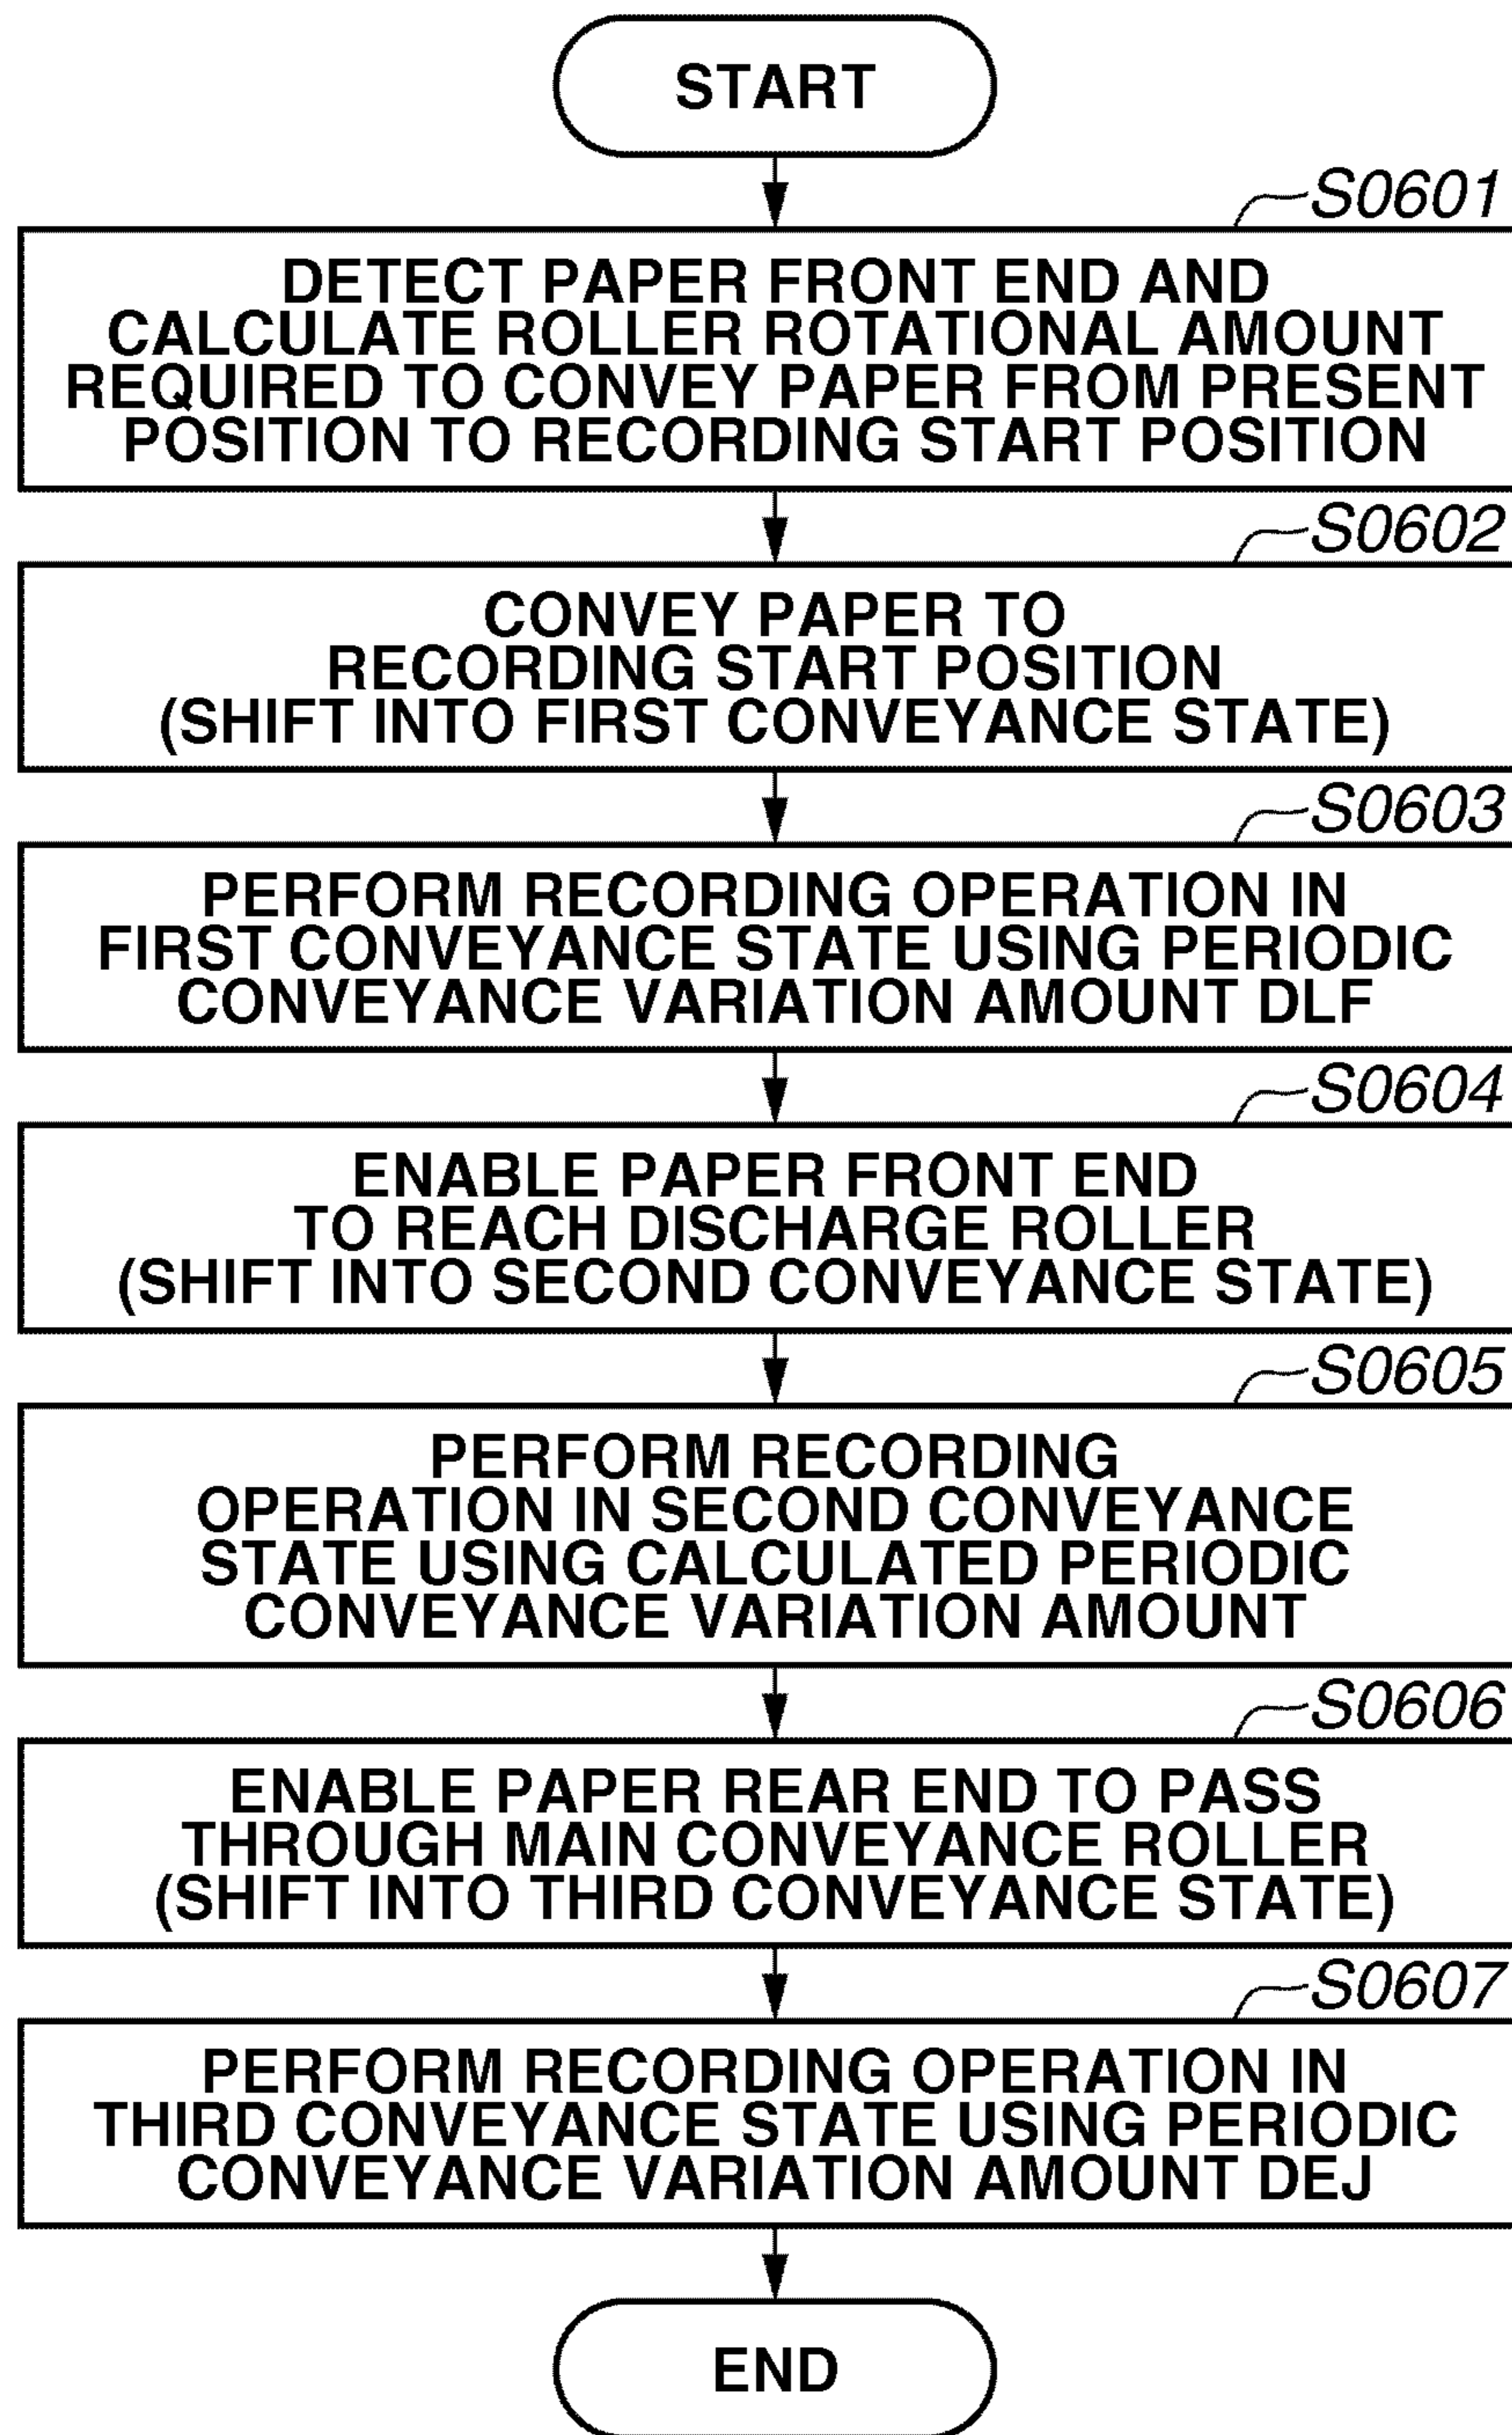 START
S0601
DETECT PAPER FRONT END AND
CALCULATE ROLLER ROTATIONAL AMOUNT
REQUIRED TO CONVEY PAPER FROM PRESENT
POSITION TO RECORDING START POSITION
S0602
CONVEY PAPER TO
RECORDING START POSITION
(SHIFT INTO FIRST CONVEYANCE STATE)
S0603
PERFORM RECORDING OPERATION IN
FIRST CONVEYANCE STATE USING PERIODIC
CONVEYANCE VARIATION AMOUNT DLF
S0604
ENABLE PAPER FRONT END
TO REACH DISCHARGE ROLLER
(SHIFT INTO SECOND CONVEYANCE STATE)
S0605
PERFORM RECORDING
OPERATION IN SECOND CONVEYANCE
STATE USING CALCULATED PERIODIC
CONVEYANCE VARIATION AMOUNT
S0606
ENABLE PAPER REAR END TO PASS
THROUGH MAIN CONVEYANCE ROLLER
(SHIFT INTO THIRD CONVEYANCE STATE)
S0607
PERFORM RECORDING OPERATION IN
THIRD CONVEYANCE STATE USING PERIODIC
CONVEYANCE VARIATION AMOUNT DEJ
END